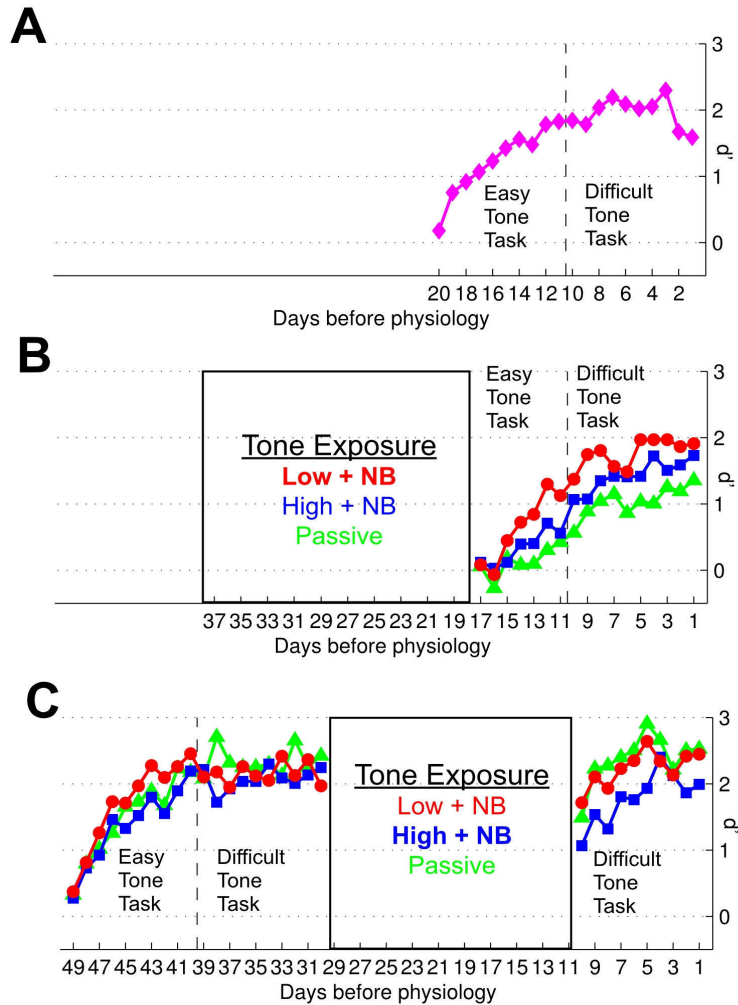 A
3
2
1
0
d'
Easy
Tone
Task
Difficult
Tone
Task
20 18 16 14 12 10 8 6 4 2
Days before physiology
B
Easy
Tone
Task
Difficult
Tone
Task
3
2
1
0
d'
Tone Exposure
Low + NB
High + NB
Passive
37 35 33 31 29 27 25 23 21 19 17 15 13 11 9 7 5 3 1
Days before physiology
C
3
2
1
0
d'
Tone Exposure
Low + NB
High + NB
Passive
Easy
Tone
Task
Difficult
Tone
Task
Difficult
Tone
Task
49 47 45 43 41 39 37 35 33 31 29 27 25 23 21 19 17 15 13 11 9 7 5 3 1
Days before physiology